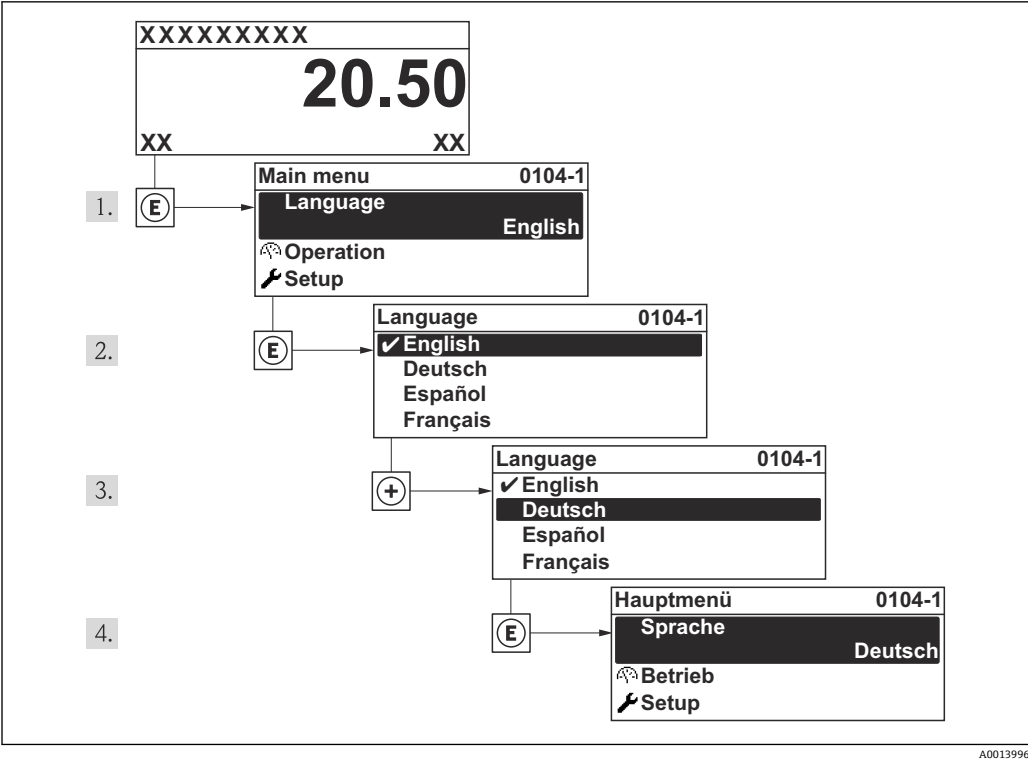 XXXXXXXXX
20.50
XX XX
1. E
Main menu 0104-1
Language
English
Operation
Setup
2. E
Language 0104-1
✔ English
Deutsch
Español
Français
3. +
Language 0104-1
✔ English
Deutsch
Español
Français
4. E
Hauptmenü 0104-1
Sprache
Deutsch
Betrieb
Setup
A0013996